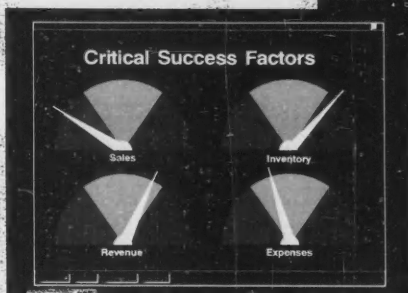 Critical Success Factors
Sales
Inventory
Revenue
Expenses